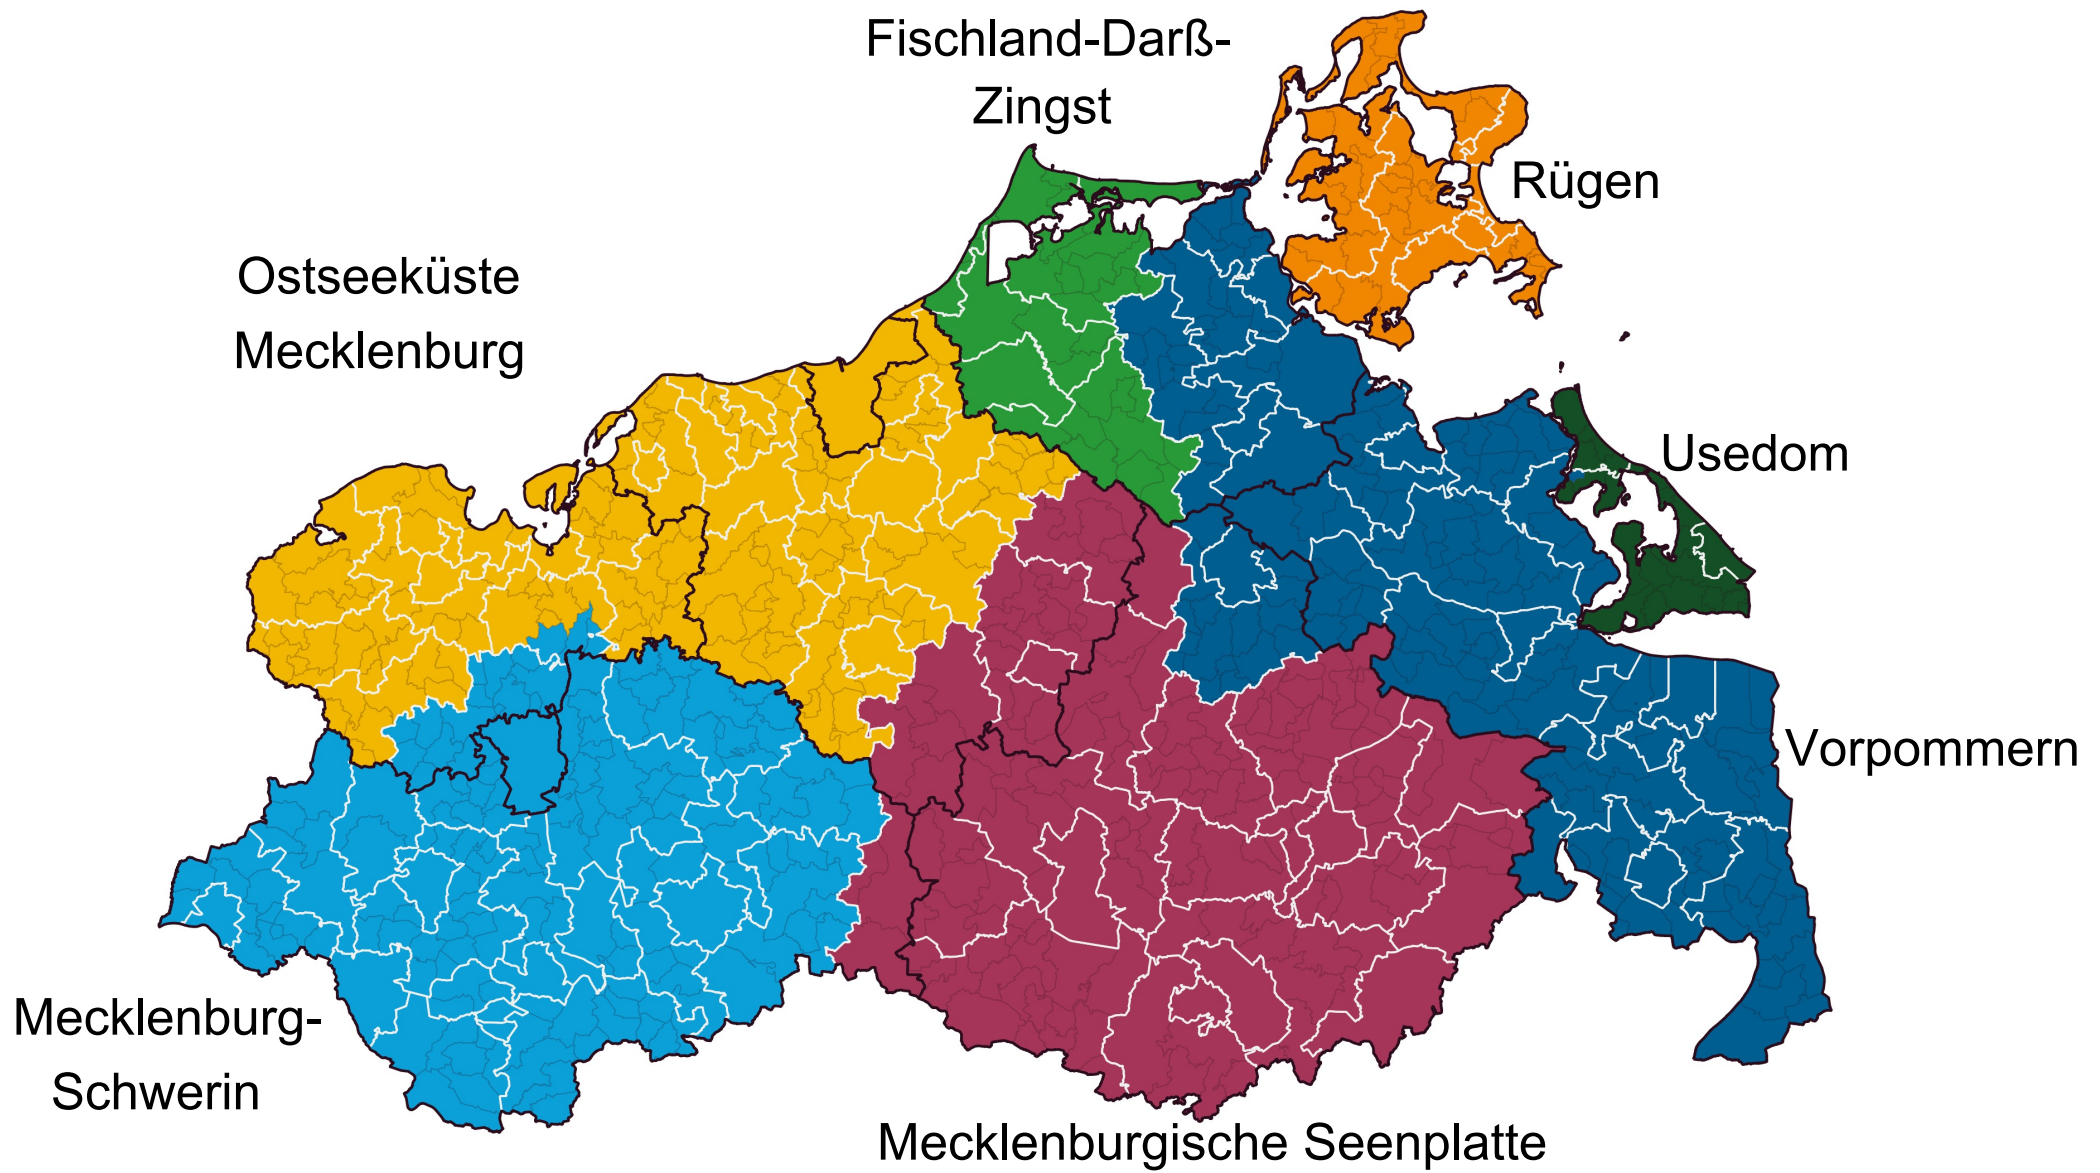 Fischland-Darß-
Zingst
Rügen
Ostseeküste
Mecklenburg
Usedom
Vorpommern
Mecklenburg-
Schwerin
Mecklenburgische Seenplatte